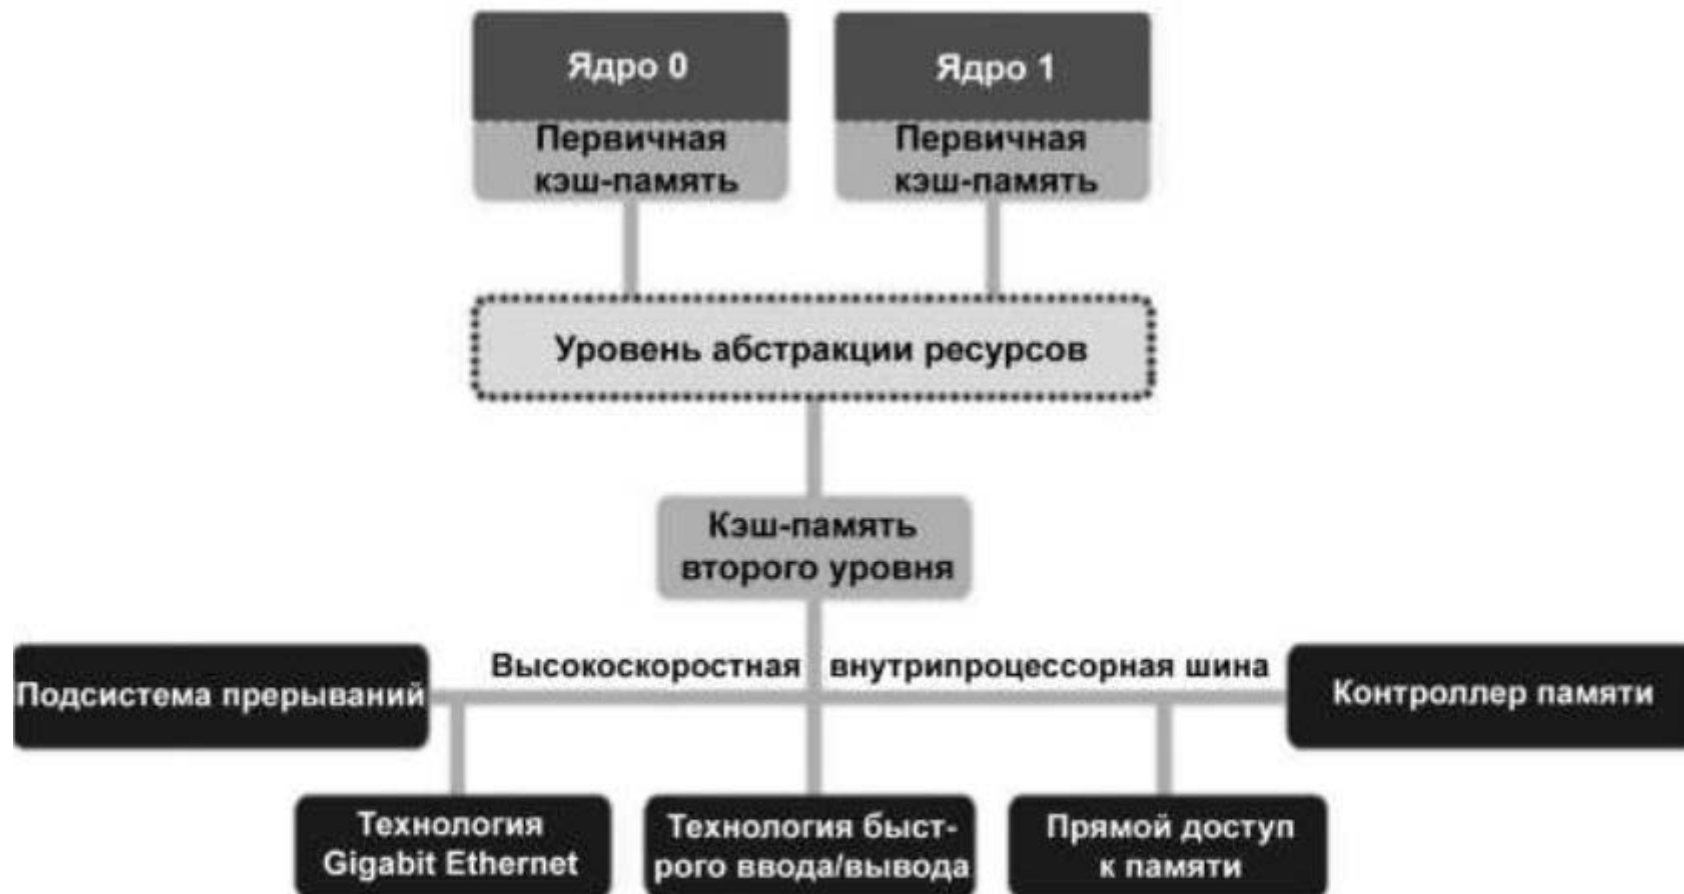 Ядро 0
Ядро 1
Первичная
кэш-память
Первичная
кэш-память
Уровень абстракции ресурсов
Кэш-память
второго уровня
Высокоскоростная внутрипроцессорная шина
Подсистема прерываний
Контроллер памяти
Технология
Gigabit Ethernet
Технология быст-
рого ввода/вывода
Прямой доступ
к памяти